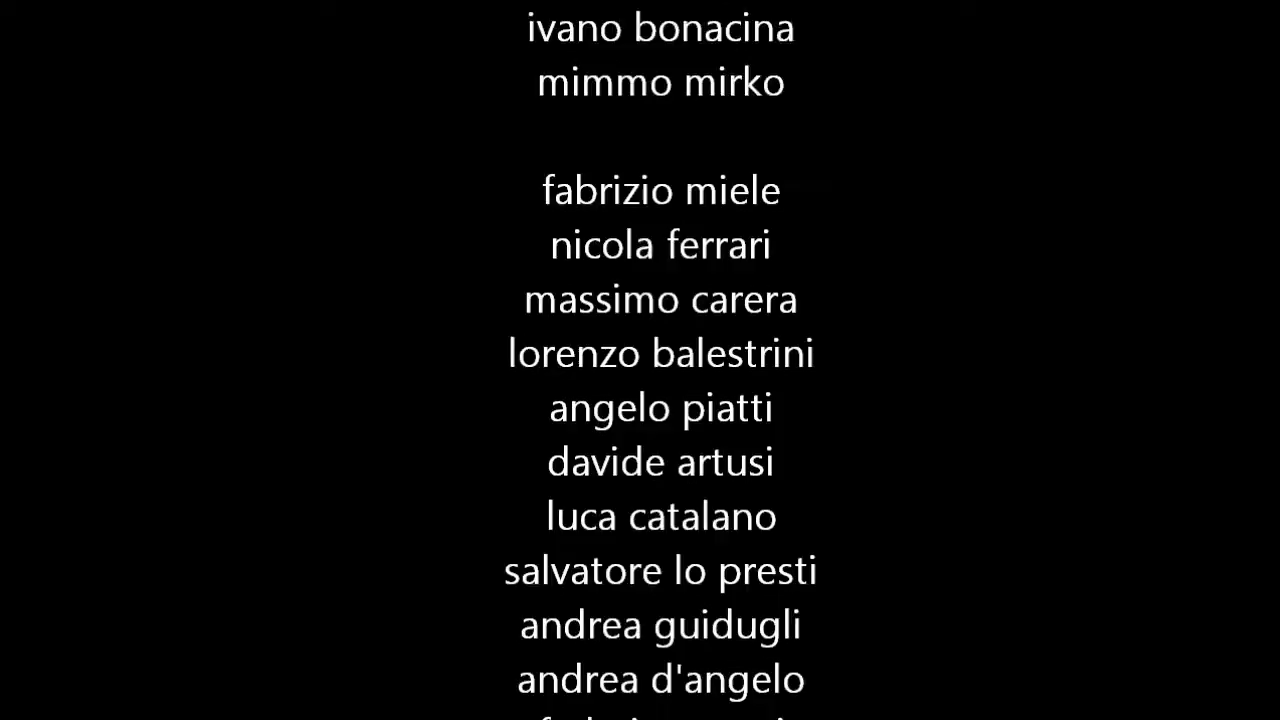 ivano bonacina
mimmo mirko
fabrizio miele
nicola ferrari
massimo carera
lorenzo balestrini
angelo piatti
davide artusi
luca catalano
salvatore lo presti
andrea guidugli
andrea d'angelo